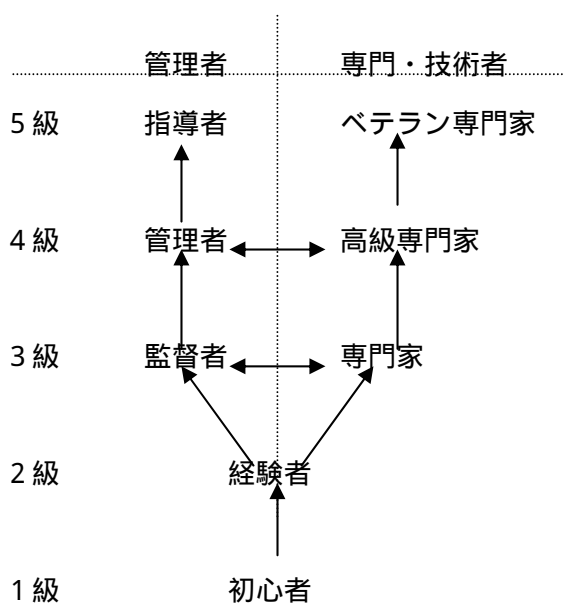 管理者 専門・技術者
5 級 指導者 ベテラン専門家
4 級 管理者 高級専門家
3 級 監督者 専門家
2 級 経験者
1 級 初心者